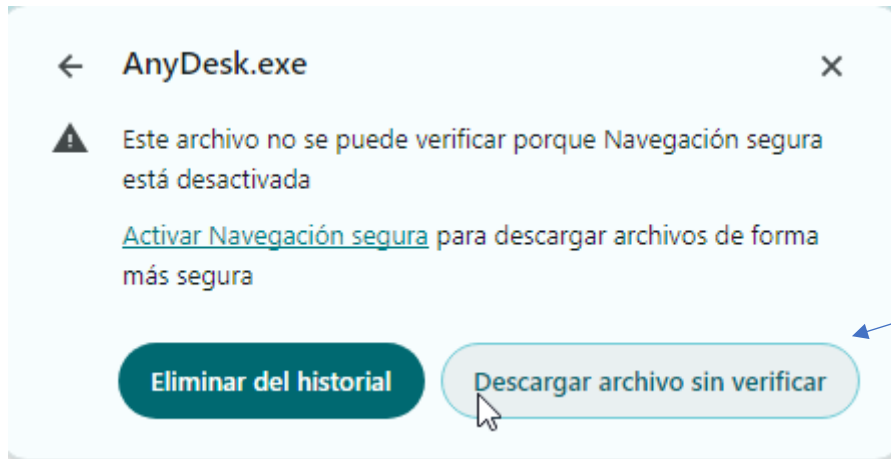 AnyDesk.exe
Este archivo no se puede verificar porque Navegación segura
está desactivada
Activar Navegación segura para descargar archivos de forma
más segura
Eliminar del historial
Descargar archivo sin verificar